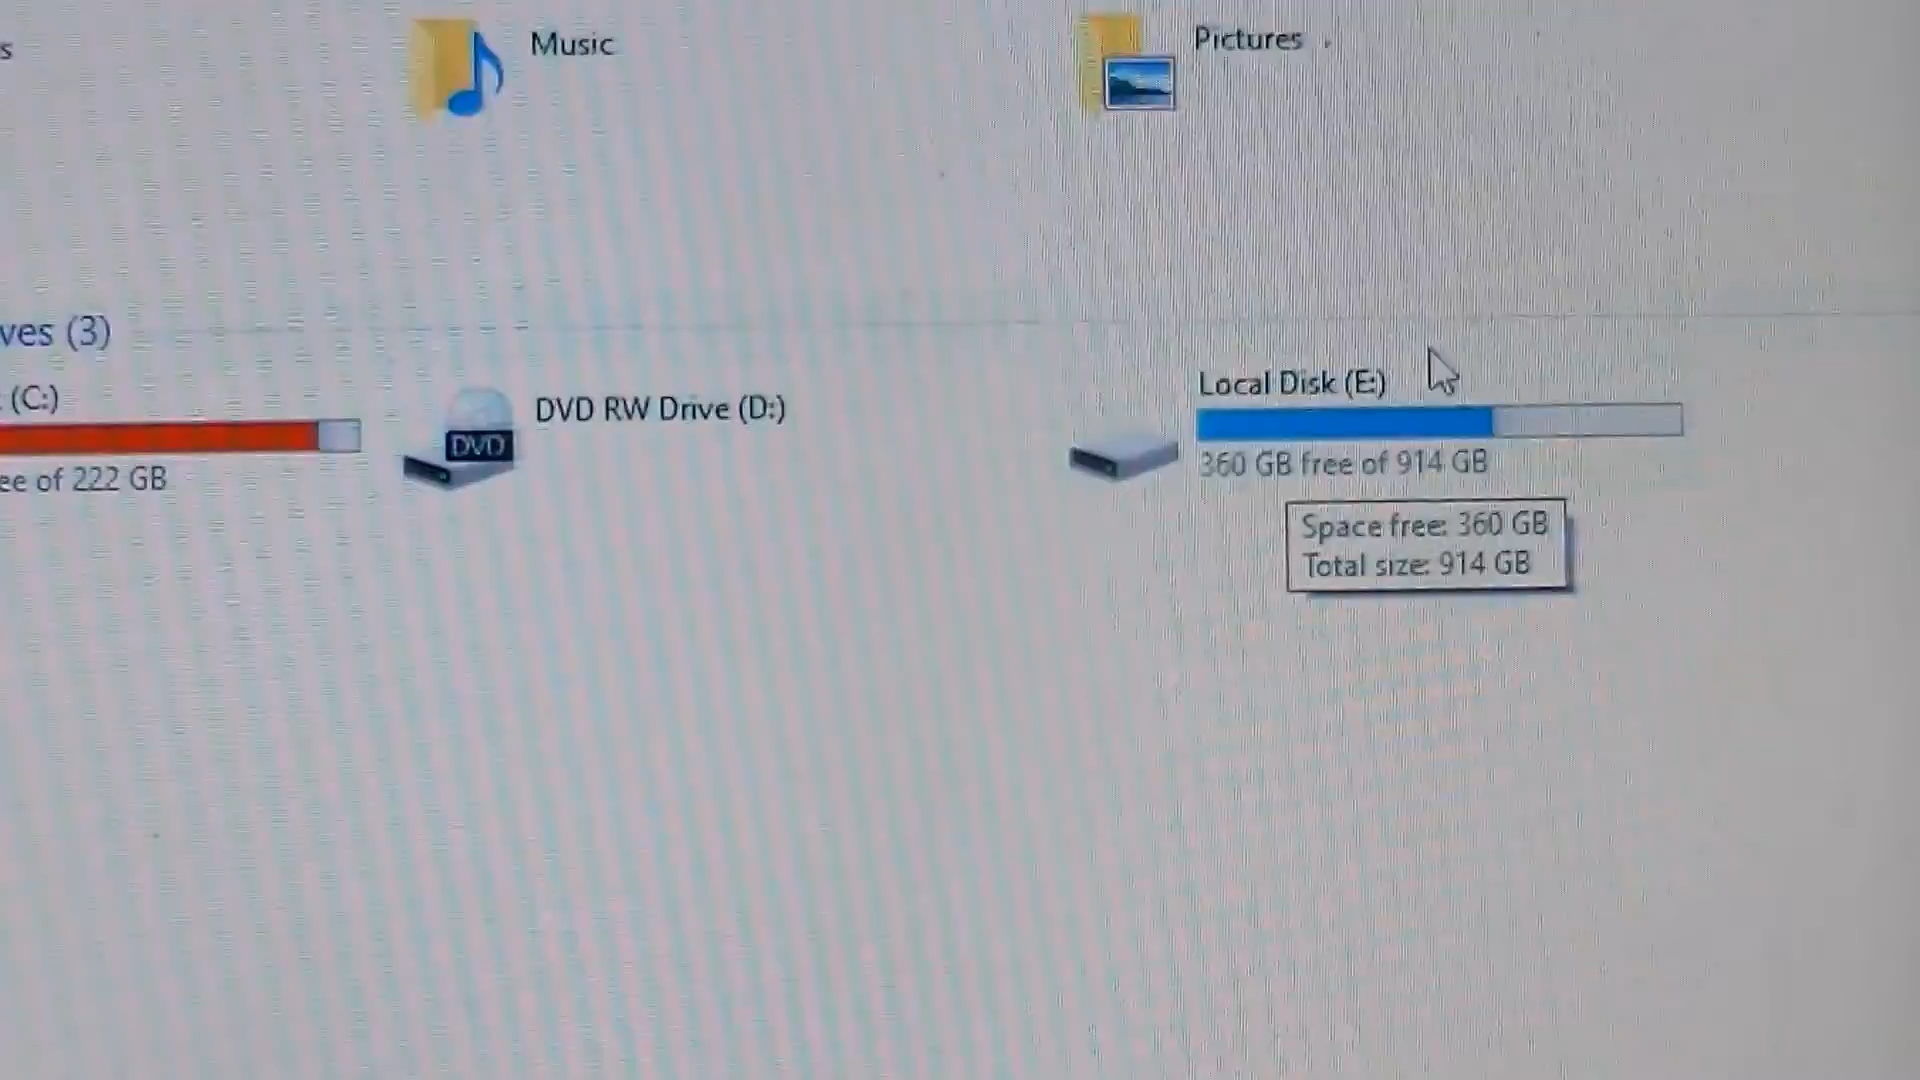 s
Music
Pictures
ves (3)
(C:)
ee of 222 GB
DVD
DVD RW Drive (D:)
Local Disk (E:)
360 GB free of 914 GB
Space free: 360 GB
Total size: 914 GB